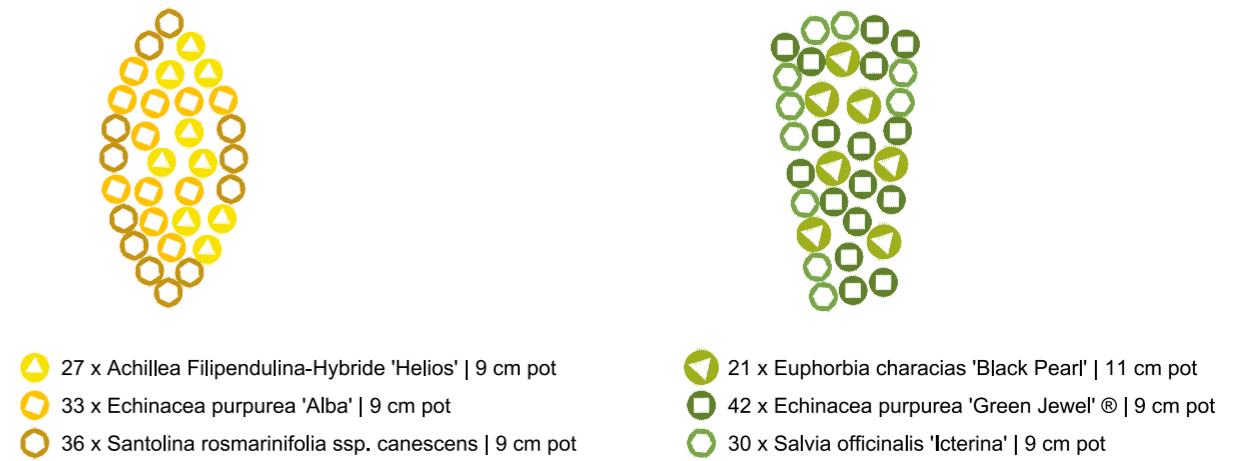 27 x Achillea Filipendulina-Hybride 'Helios' | 9 cm pot
33 x Echinacea purpurea 'Alba' | 9 cm pot
36 x Santolina rosmarinifolia ssp. canescens | 9 cm pot
21 x Euphorbia characias 'Black Pearl' | 11 cm pot
42 x Echinacea purpurea 'Green Jewel' ® | 9 cm pot
30 x Salvia officinalis 'Icterina' | 9 cm pot